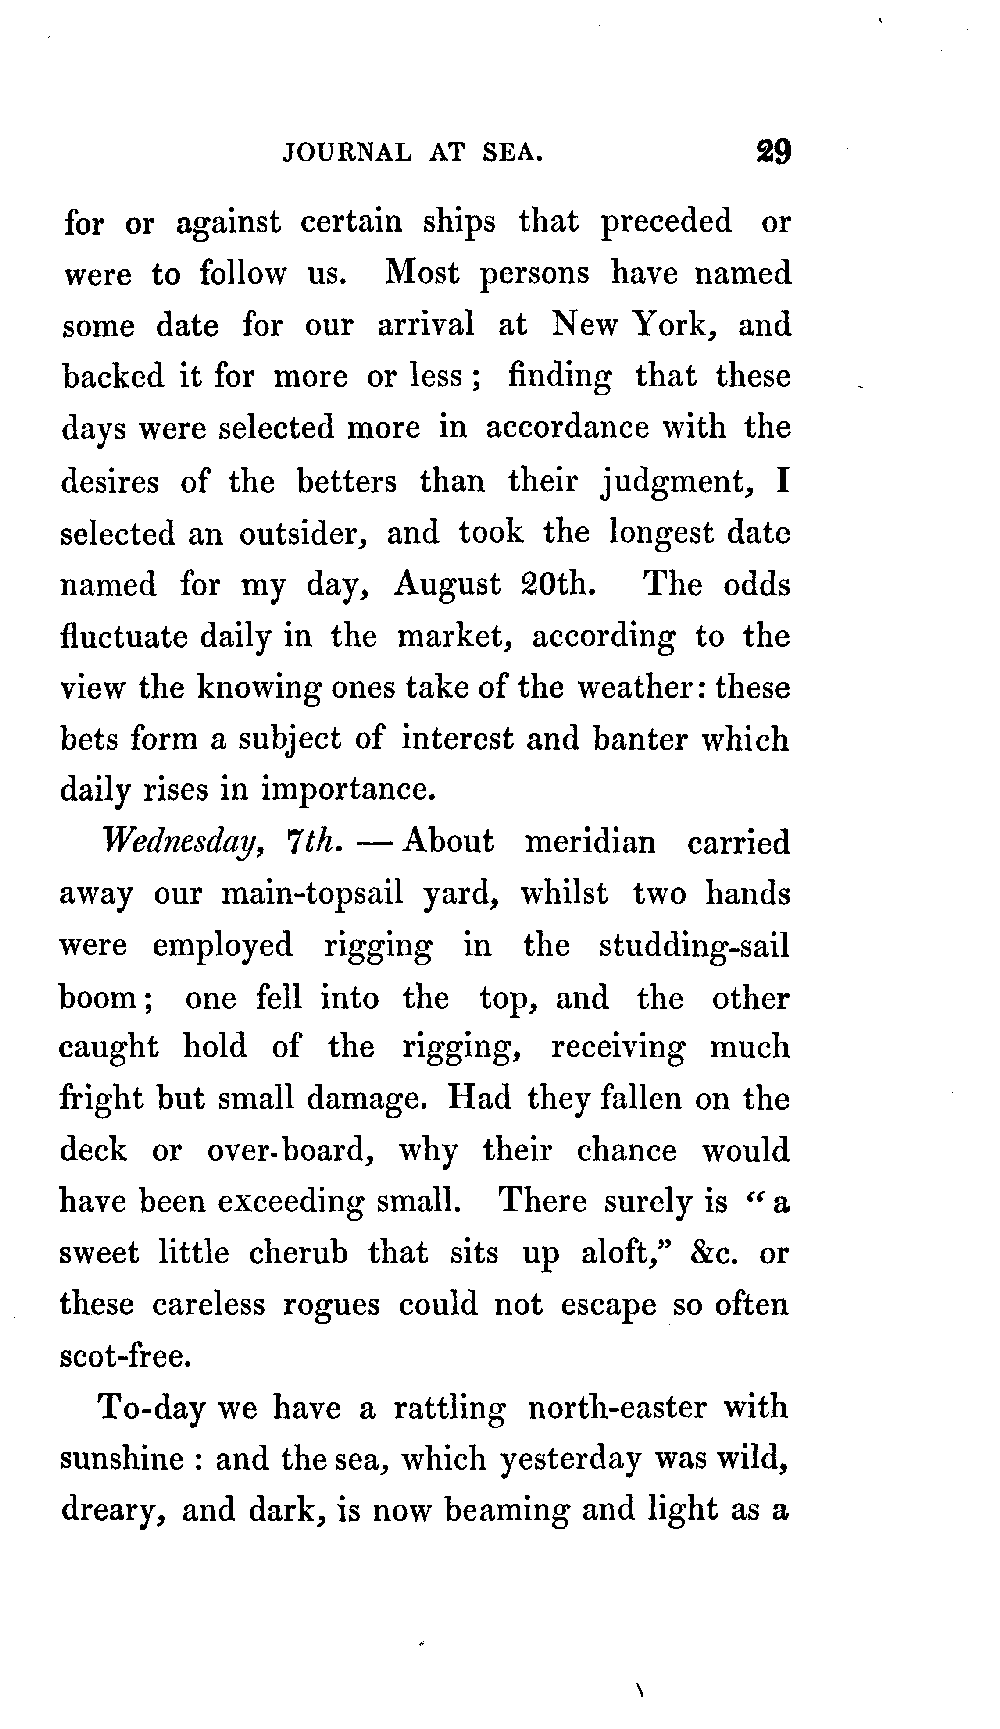 JOURNAL AT SEA. 29
for or against certain ships that preceded or
were to follow us. Most persons have named
some date for our arrival at New York, and
backed it for more or less ; finding that these
days were selected more in accordance with the
desires of the betters than their judgment, I
selected an outsider, and took the longest date
named for my day, August 20th. The odds
fluctuate daily in the market, according to the
view the knowing ones take of the weather: these
bets form a subject of interest and banter which
daily rises in importance.
Wednesday, 7th. — About meridian carried
away our main-topsail yard, whilst two hands
were employed rigging in the studding-sail
boom ; one fell into the top, and the other
caught hold of the rigging, receiving much
fright but small damage. Had they fallen on the
deck or over-board, why their chance would
have been exceeding small. There surely is “ a
sweet little cherub that sits up aloft,” &c. or
these careless rogues could not escape so often
scot-free.
To-day we have a rattling north-easter with
sunshine : and the sea, which yesterday was wild,
dreary, and dark, is now beaming and light as a